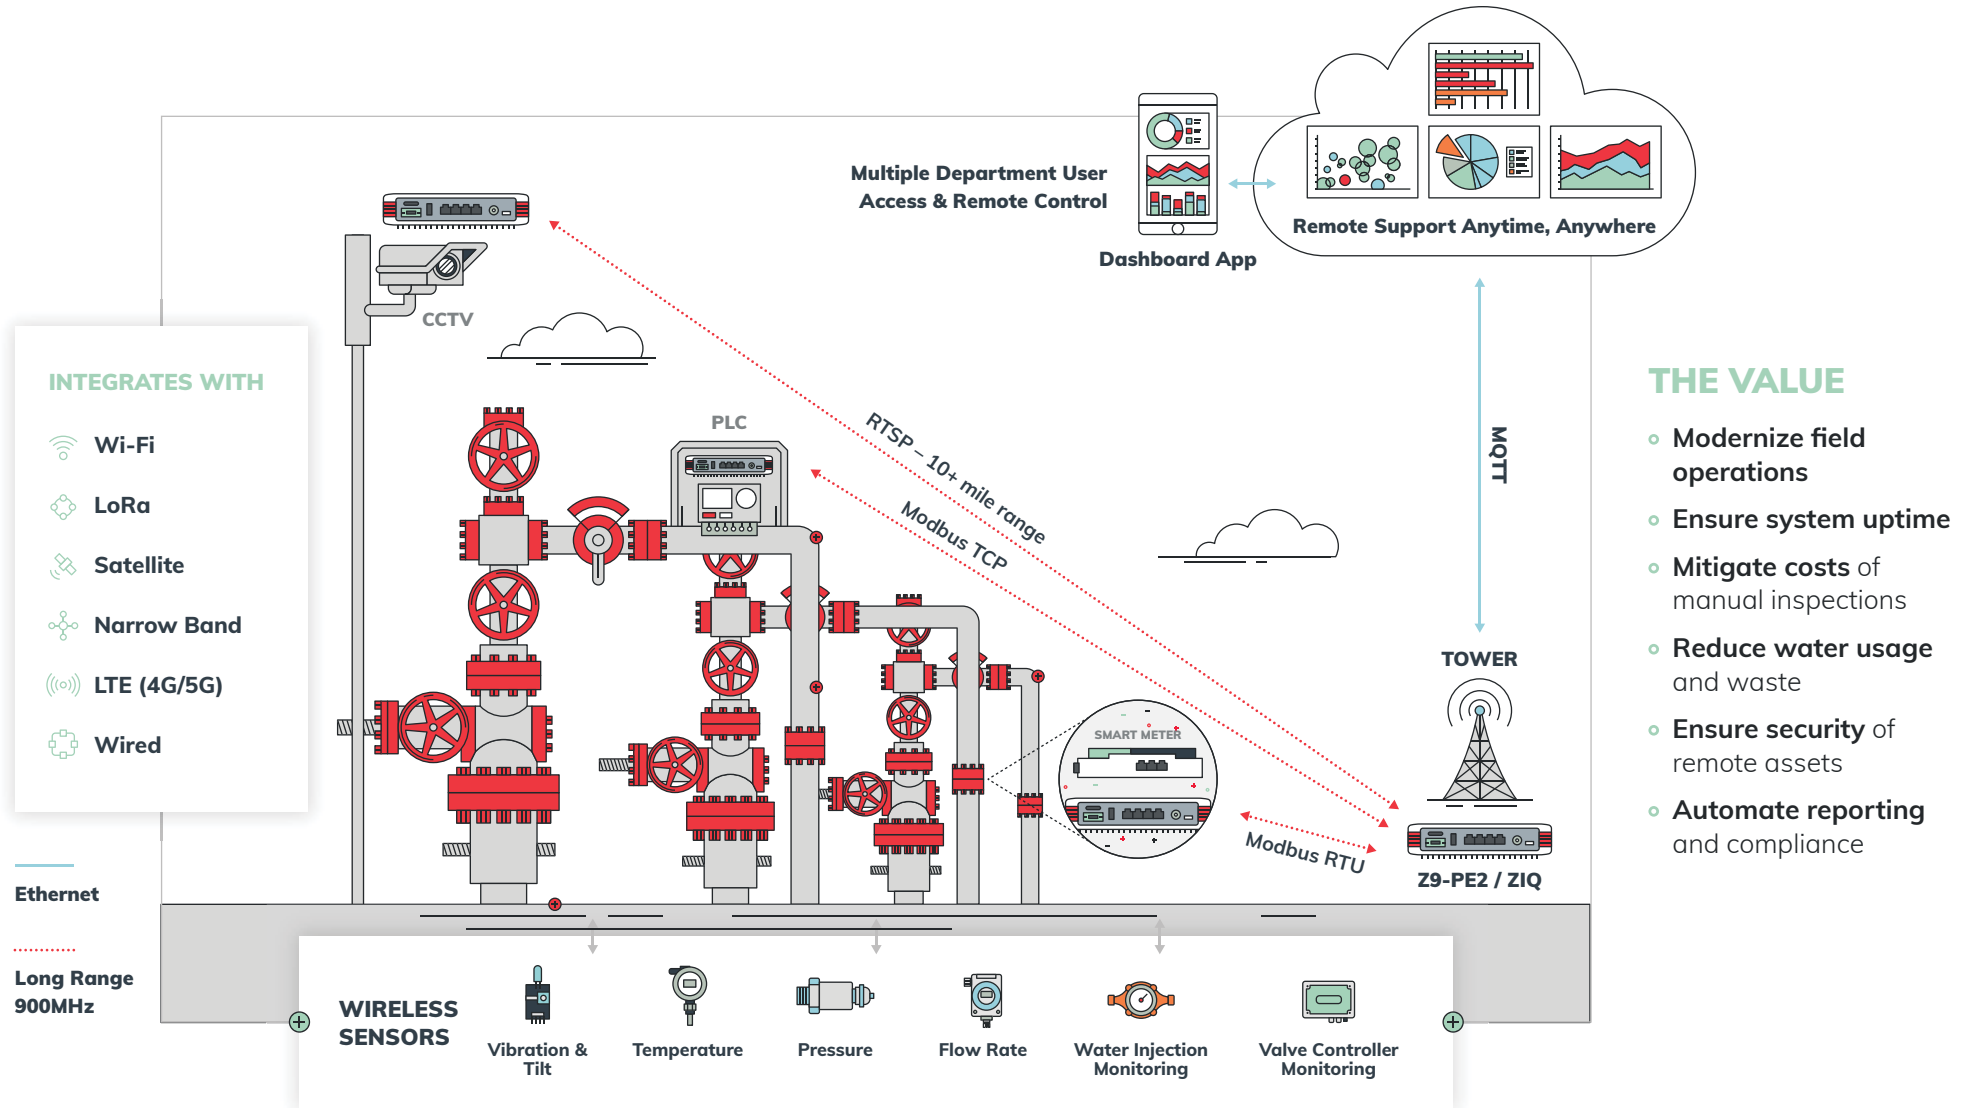 Multiple Department User
Access & Remote Control
Dashboard App
Remote Support Anytime, Anywhere
CCTV
INTEGRATES WITH
Wi-Fi
LoRa
Satellite
Narrow Band
LTE (4G/5G)
Wired
Ethernet
Long Range
900MHz
PLC
RTSP – 10+ mile range
Modbus TCP
MQTT
SMART METER
Modbus RTU
TOWER
Z9-PE2 / ZIQ
THE VALUE
Modernize field
operations
Ensure system uptime
Mitigate costs of
manual inspections
Reduce water usage
and waste
Ensure security of
remote assets
Automate reporting
and compliance
WIRELESS
SENSORS
Vibration &
Tilt
Temperature
Pressure
Flow Rate
Water Injection
Monitoring
Valve Controller
Monitoring